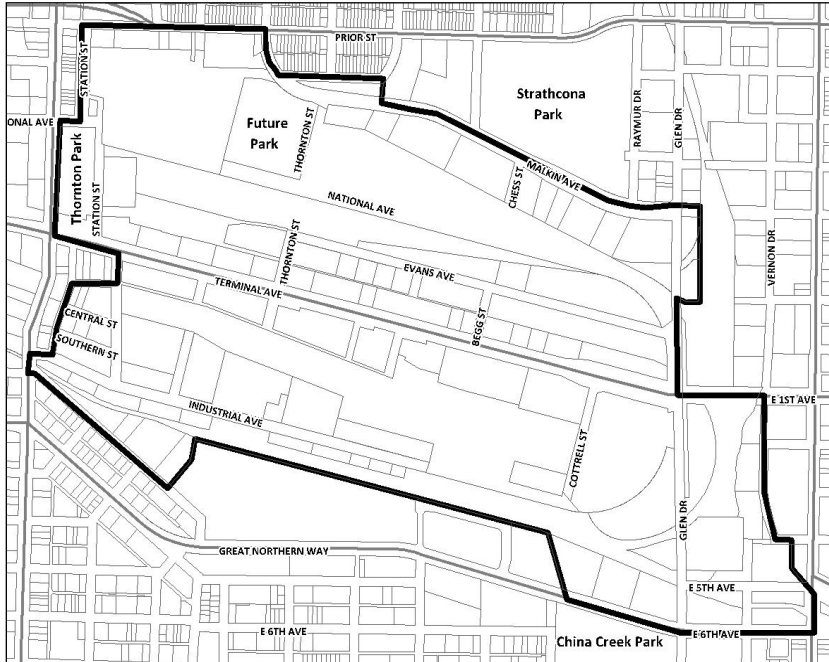 PRIOR ST
STATION ST
Strathcona
Park
RAYMUR DR
GLEN DR
ONAL AVE
Future
Park
THORNTON ST
Thornton Park
STATION ST
CHESS ST
MALKIN AVE
NATIONAL AVE
VERNON DR
THORNTON ST
EVANS AVE
TERMINAL AVE
BEGG ST
CENTRAL ST
SOUTHERN ST
E 1ST AVE
INDUSTRIAL AVE
COTTRELL ST
GLEN DR
GREAT NORTHERN WAY
E 5TH AVE
E 6TH AVE
E 6TH AVE
China Creek Park